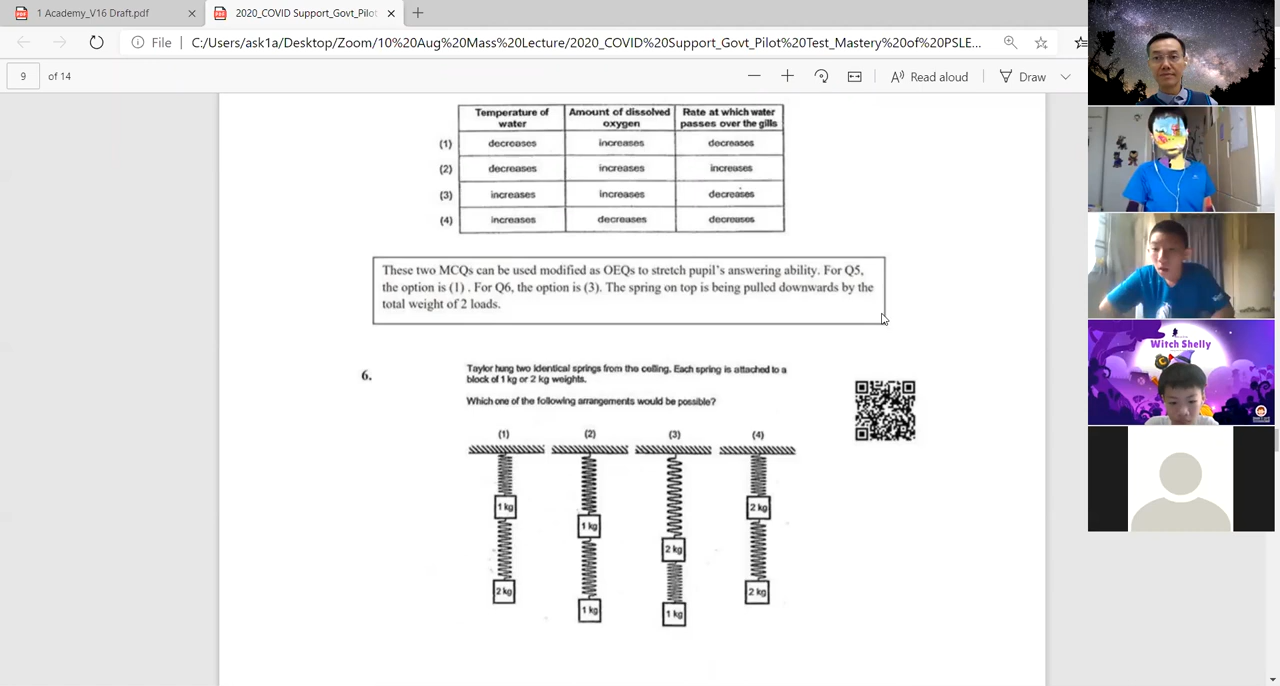 1 Academy_V16 Draft.pdf
2020_COVID Support_Govt_Pilot
File
C:/Users/ask1a/Desktop/Zoom/10%20Aug%20Mass%20Lecture/2020_COVID%20Support_Govt_Pilot%20Test_Mastery%20of%20PSLE...
9 of 14
Read aloud
Draw
Temperature of water Amount of dissolved oxygen Rate at which water passes over the gills
(1) decreases increases decreases
(2) decreases increases increases
(3) increases increases decreases
(4) increases decreases decreases
These two MCQs can be used modified as OEQs to stretch pupil's answering ability. For Q5,
the option is (1) . For Q6, the option is (3). The spring on top is being pulled downwards by the
total weight of 2 loads.
6.
Taylor hung two identical springs from the ceiling. Each spring is attached to a
block of 1 kg or 2 kg weights.
Which one of the following arrangements would be possible?
(1) (2) (3) (4)
1 kg 1 kg 2 kg 2 kg
2 kg 1 kg 1 kg 2 kg
Witch Shelly